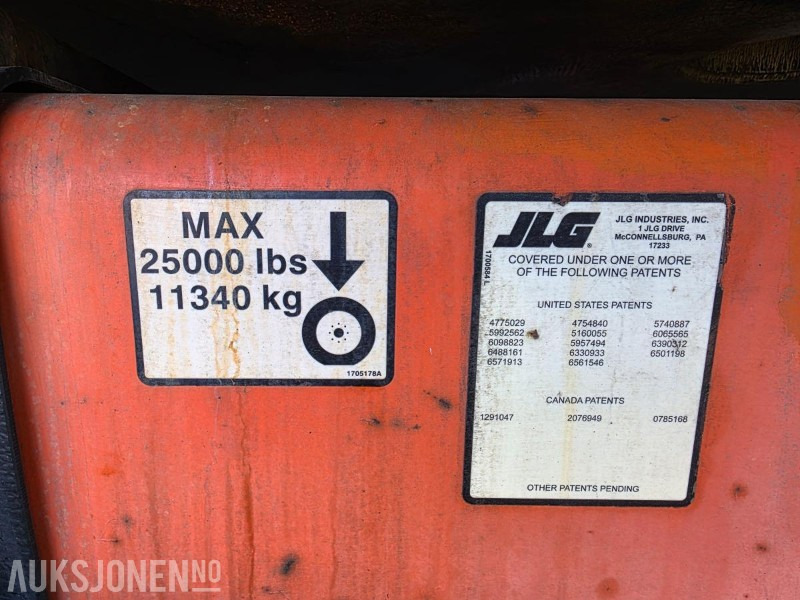 MAX
25000 lbs
11340 kg
1705178A
JLG®
JLG INDUSTRIES, INC.
1 JLG DRIVE
McCONNELLSBURG, PA
17233
1700584 L
COVERED UNDER ONE OR MORE
OF THE FOLLOWING PATENTS
UNITED STATES PATENTS
4775029 4754840 5740887
5992562 5160055 6065565
6098823 5957494 6390312
6488161 6330933 6501198
6571913 6561546
CANADA PATENTS
1291047 2076949 0785168
OTHER PATENTS PENDING
AUKSJONEN.NO